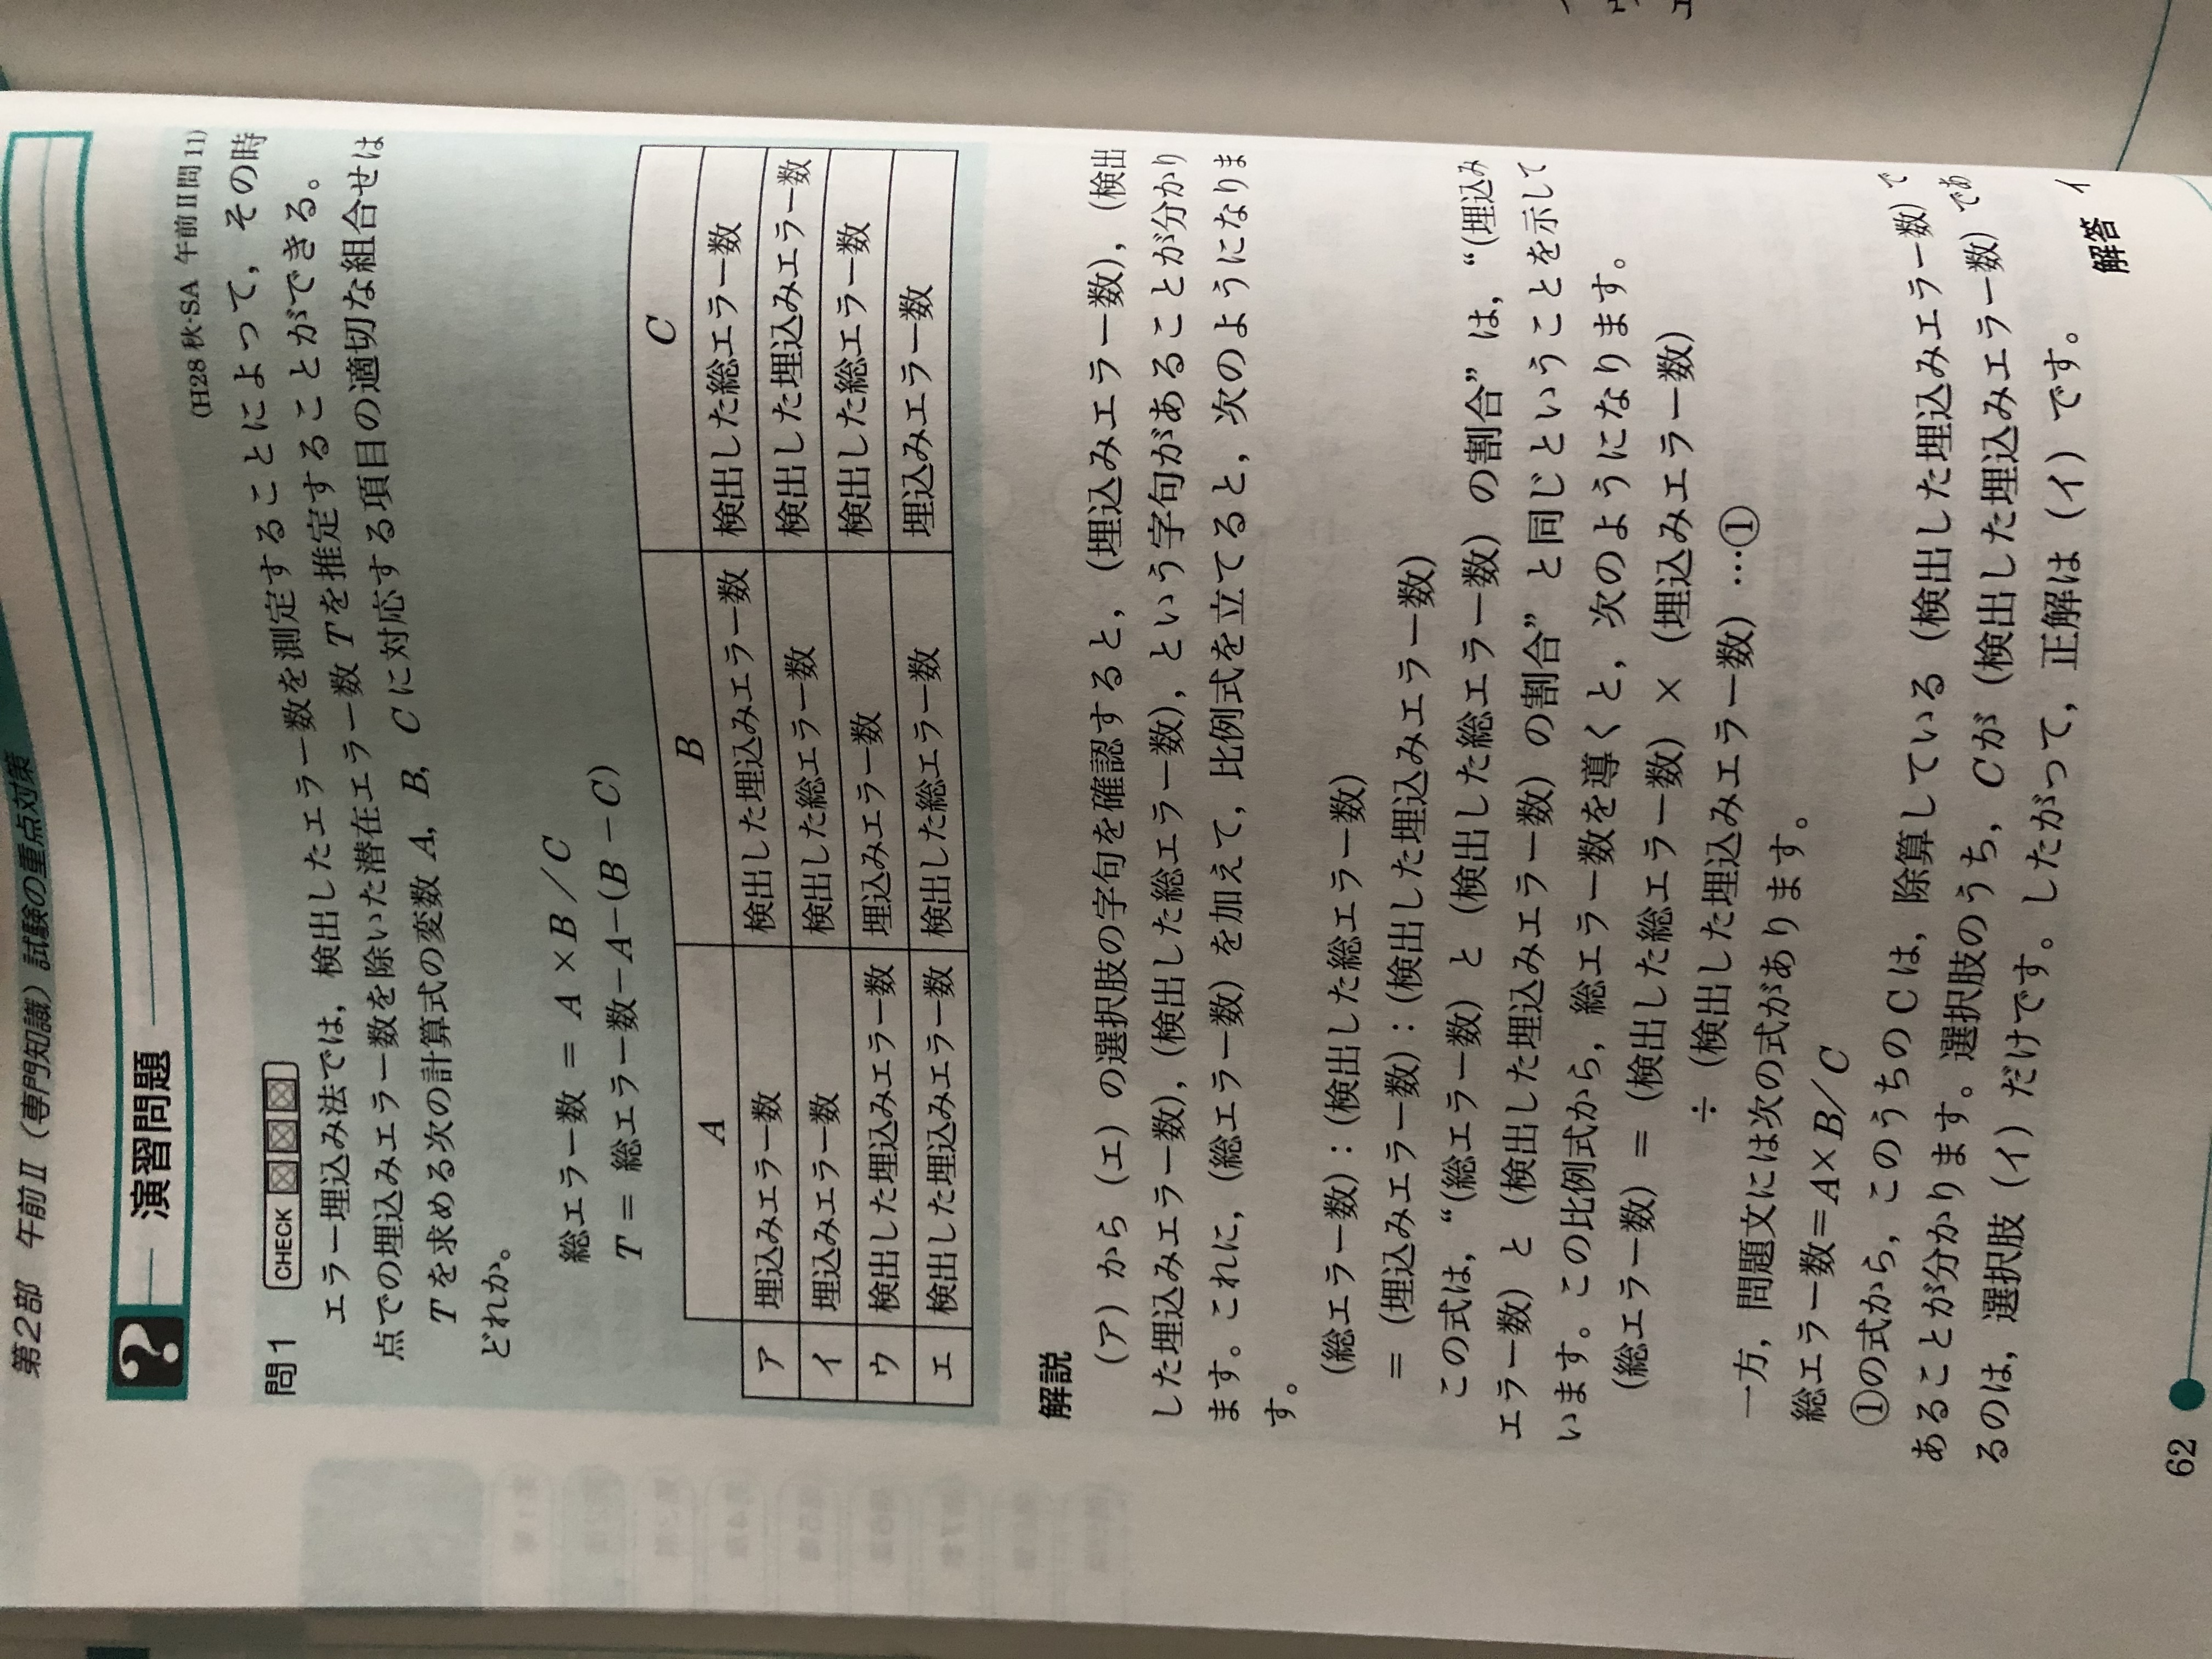 第2部 午前Ⅱ（専門知識）試験の重点対策
? 演習問題
(H28 秋·SA 午前Ⅱ問 11)
問1 CHECK
エラー埋込み法では，検出したエラー数を測定することによって，その時
点での埋込みエラー数を除いた潜在エラー数 T を推定することができる。
T を求める次の計算式の変数 A，B，C に対応する項目の適切な組合せは
どれか。
総エラー数 ＝ A ×B ／ C
T ＝ 総エラー数－A－(B －C)
A B C
ア 埋込みエラー数 検出した埋込みエラー数 検出した総エラー数
イ 埋込みエラー数 検出した総エラー数 検出した埋込みエラー数
ウ 検出した埋込みエラー数 埋込みエラー数 検出した総エラー数
エ 検出した埋込みエラー数 検出した総エラー数 埋込みエラー数
解説
（ア）から（エ）の選択肢の字句を確認すると，（埋込みエラー数），（検出
した埋込みエラー数），（検出した総エラー数），という字句があることが分かり
ます。これに，（総エラー数）を加えて，比例式を立てると，次のようになりま
す。
（総エラー数）：（検出した総エラー数）
＝（埋込みエラー数）：（検出した埋込みエラー数）
この式は，“（総エラー数）と（検出した総エラー数）の割合”は，“（埋込み
エラー数）と（検出した埋込みエラー数）の割合”と同じということを示して
います。この比例式から，総エラー数を導くと，次のようになります。
（総エラー数）＝（検出した総エラー数）×（埋込みエラー数）
÷（検出した埋込みエラー数）…①
一方，問題文には次の式があります。
総エラー数＝A×B／C
①の式から，このうちのCは，除算している（検出した埋込みエラー数）で
あることが分かります。選択肢のうち，Cが（検出した埋込みエラー数）であ
るのは，選択肢（イ）だけです。したがって，正解は（イ）です。
解答 イ
62